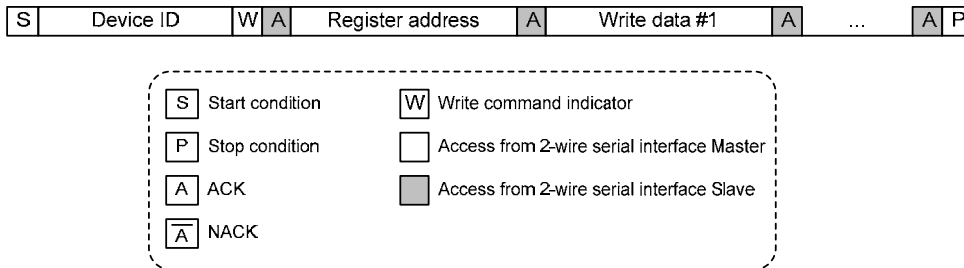 S Device ID W A Register address A Write data #1 A ... A P
S Start condition W Write command indicator
P Stop condition Access from 2-wire serial interface Master
A ACK Access from 2-wire serial interface Slave
A̅ NACK